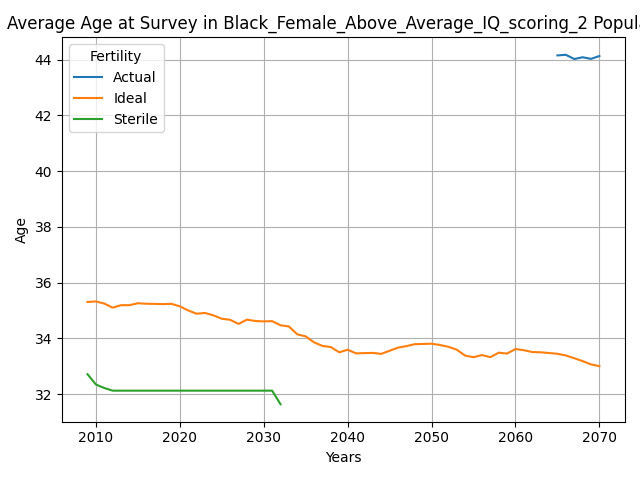 Average Age at Survey in Black_Female_Above_Average_IQ_scoring_2 Popul
Fertility
Actual
Ideal
Sterile
44
42
40
38
36
34
32
Age
2010 2020 2030 2040 2050 2060 2070
Years